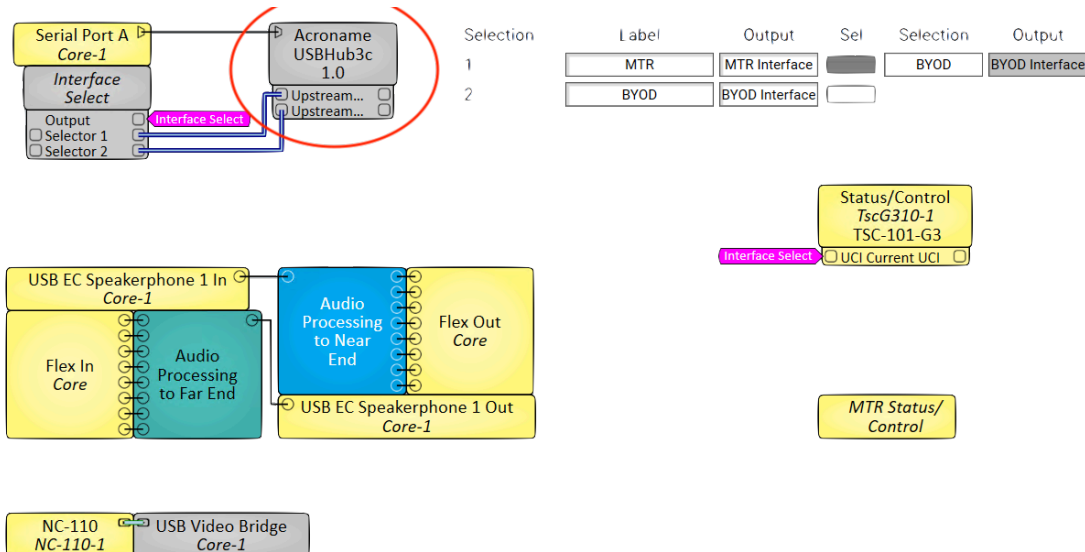 Serial Port A
Core-1
Interface
Select
Output
Selector 1
Selector 2
Interface Select
Acroname
USBHub3c
1.0
Upstream...
Upstream...
Selection Label Output Sel Selection Output
1 MTR MTR Interface BYOD BYOD Interface
2 BYOD BYOD Interface
Status/Control
TscG310-1
TSC-101-G3
Interface Select
UCI Current UCI
USB EC Speakerphone 1 In
Core-1
Flex In
Core
Audio
Processing
to Far End
Audio
Processing
to Near
End
Flex Out
Core
USB EC Speakerphone 1 Out
Core-1
MTR Status/
Control
NC-110
NC-110-1
USB Video Bridge
Core-1